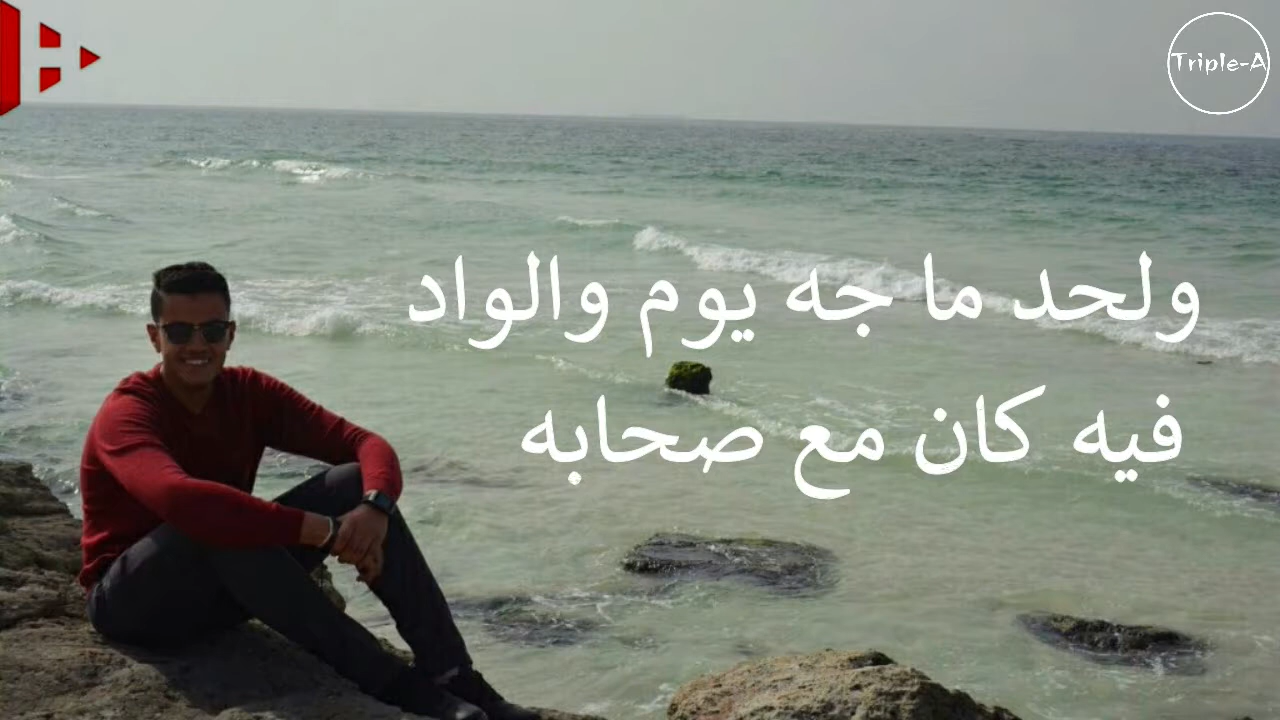 Triple-A
ولحد ما جه يوم والواد
فيه كان مع صحابه